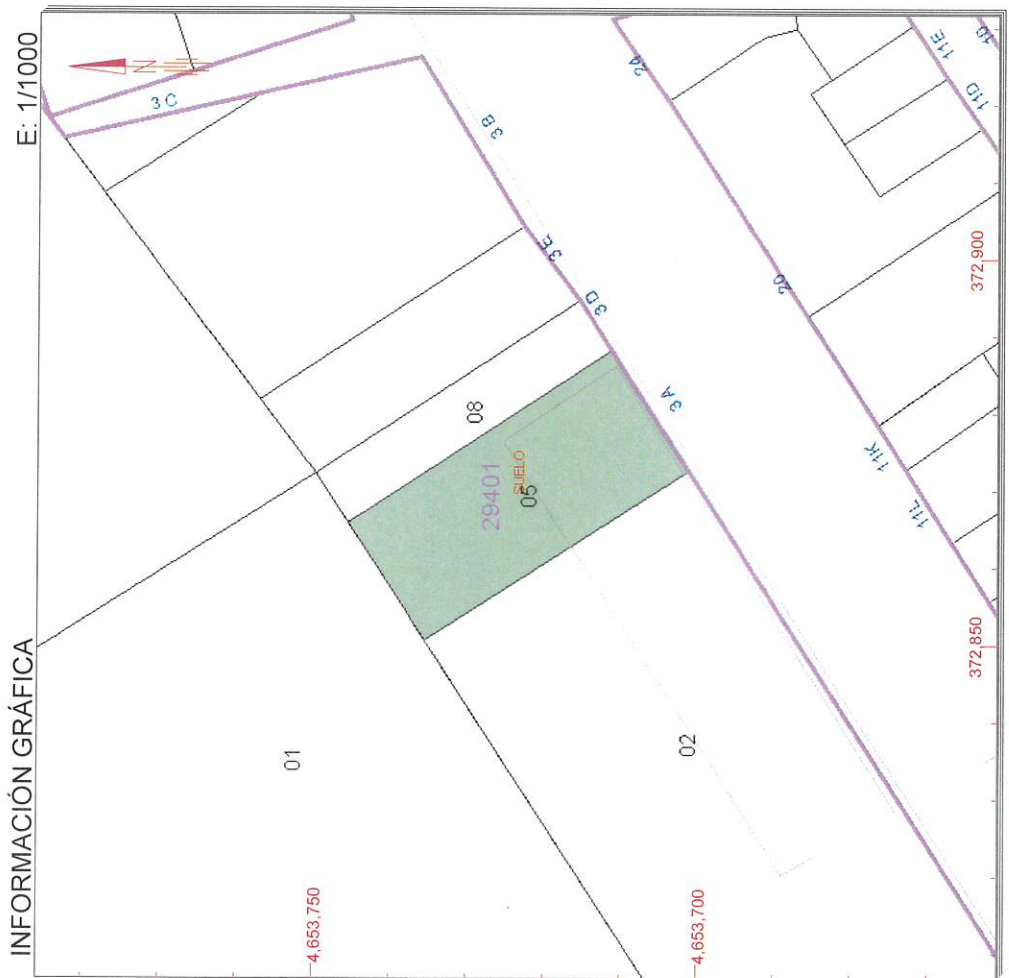 INFORMACIÓN GRÁFICA
E: 1/1000
N
3 C
3 B
24
11E
10
11D
3 E
3 D
20
372,900
08
3 A
29401
SUELO
05
11K
11L
372,850
01
02
4,653,750
4,653,700